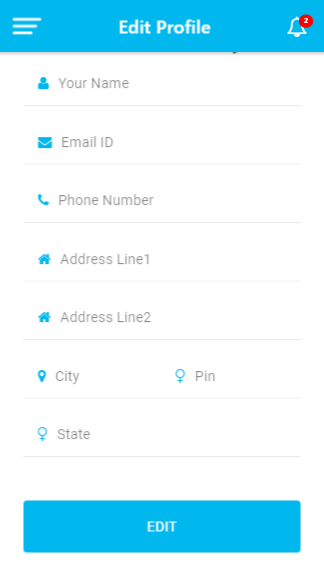 Edit Profile
2
Your Name
Email ID
Phone Number
Address Line1
Address Line2
City Pin
State
EDIT